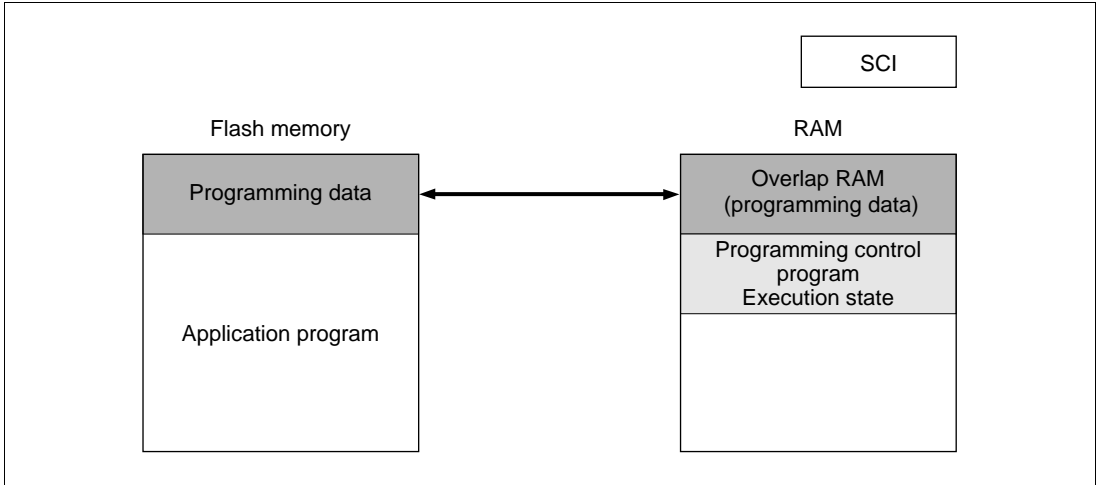 SCI
Flash memory
RAM
Programming data
Overlap RAM
(programming data)
Programming control
program
Execution state
Application program